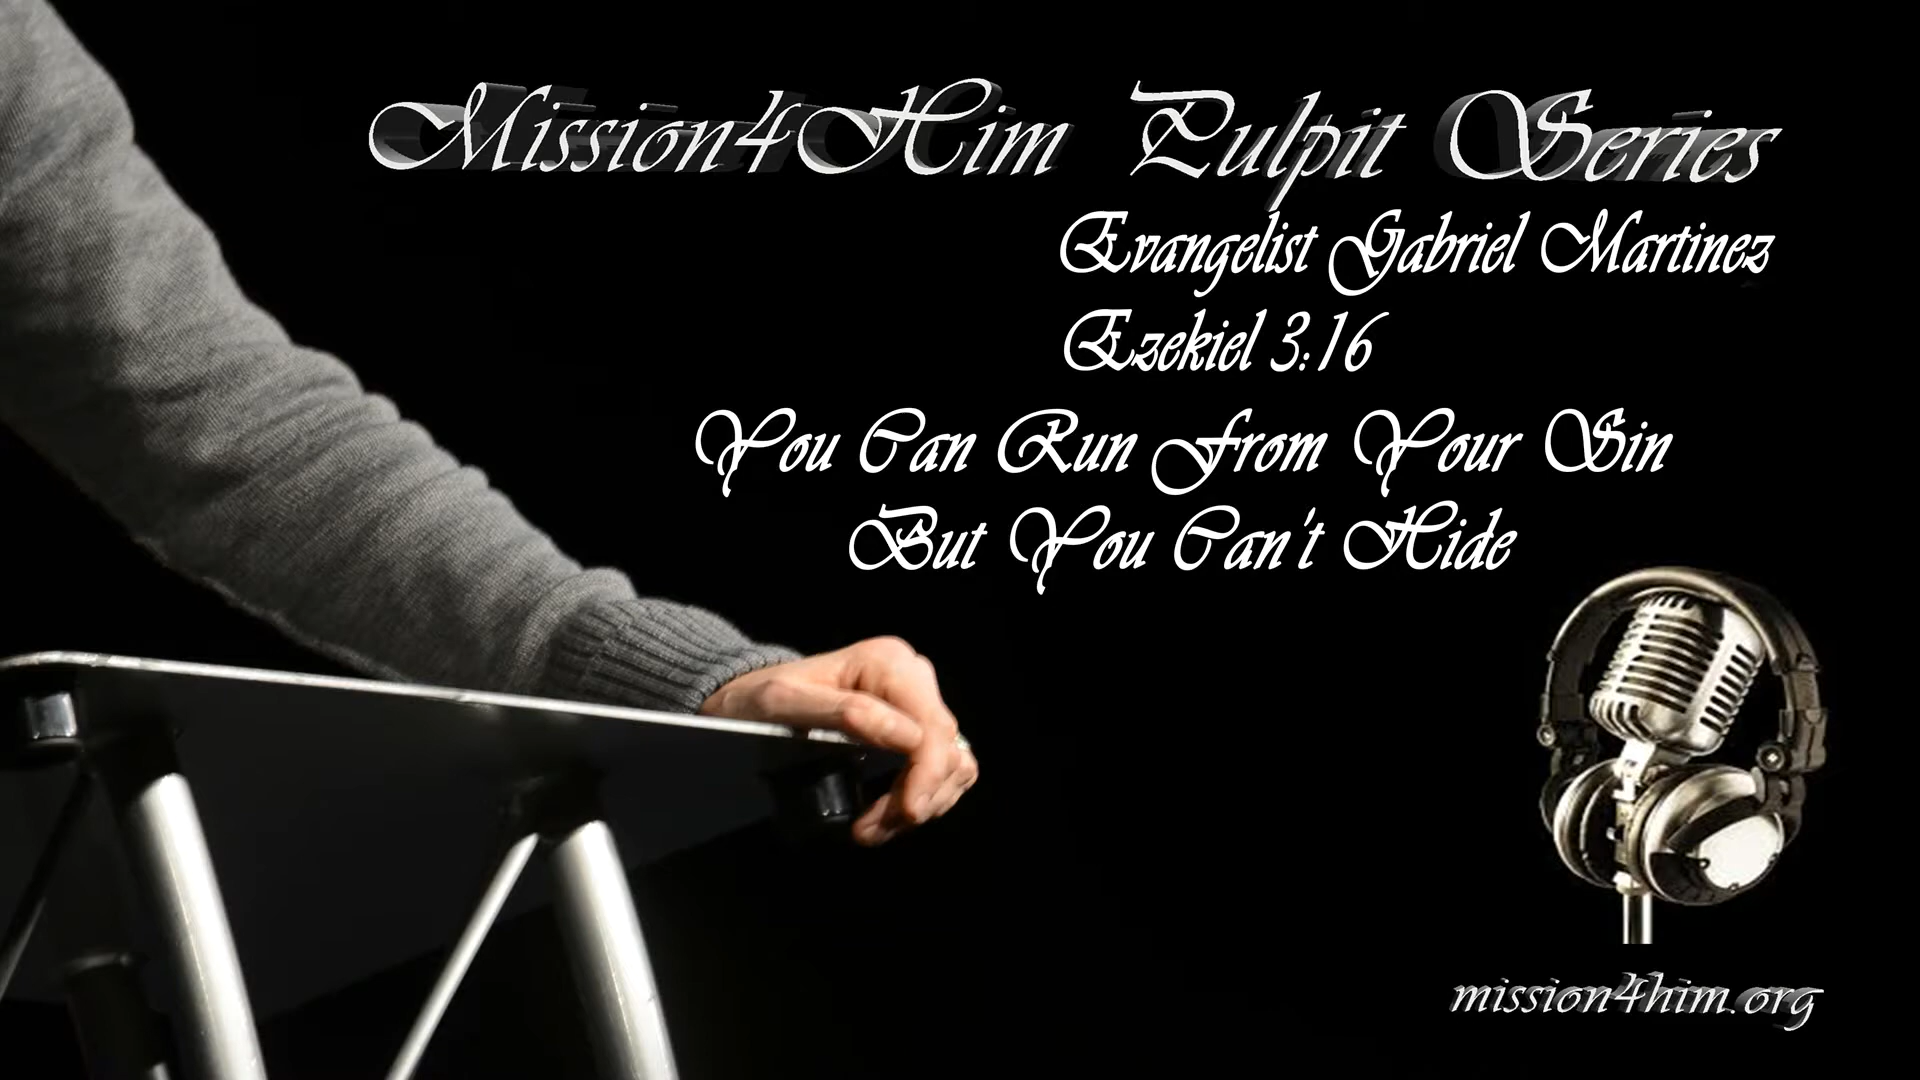 Mission4Him Pulpit Series
Evangelist Gabriel Martinez
Ezekiel 3:16
You Can Run From Your Sin
But You Can't Hide
mission4him.org